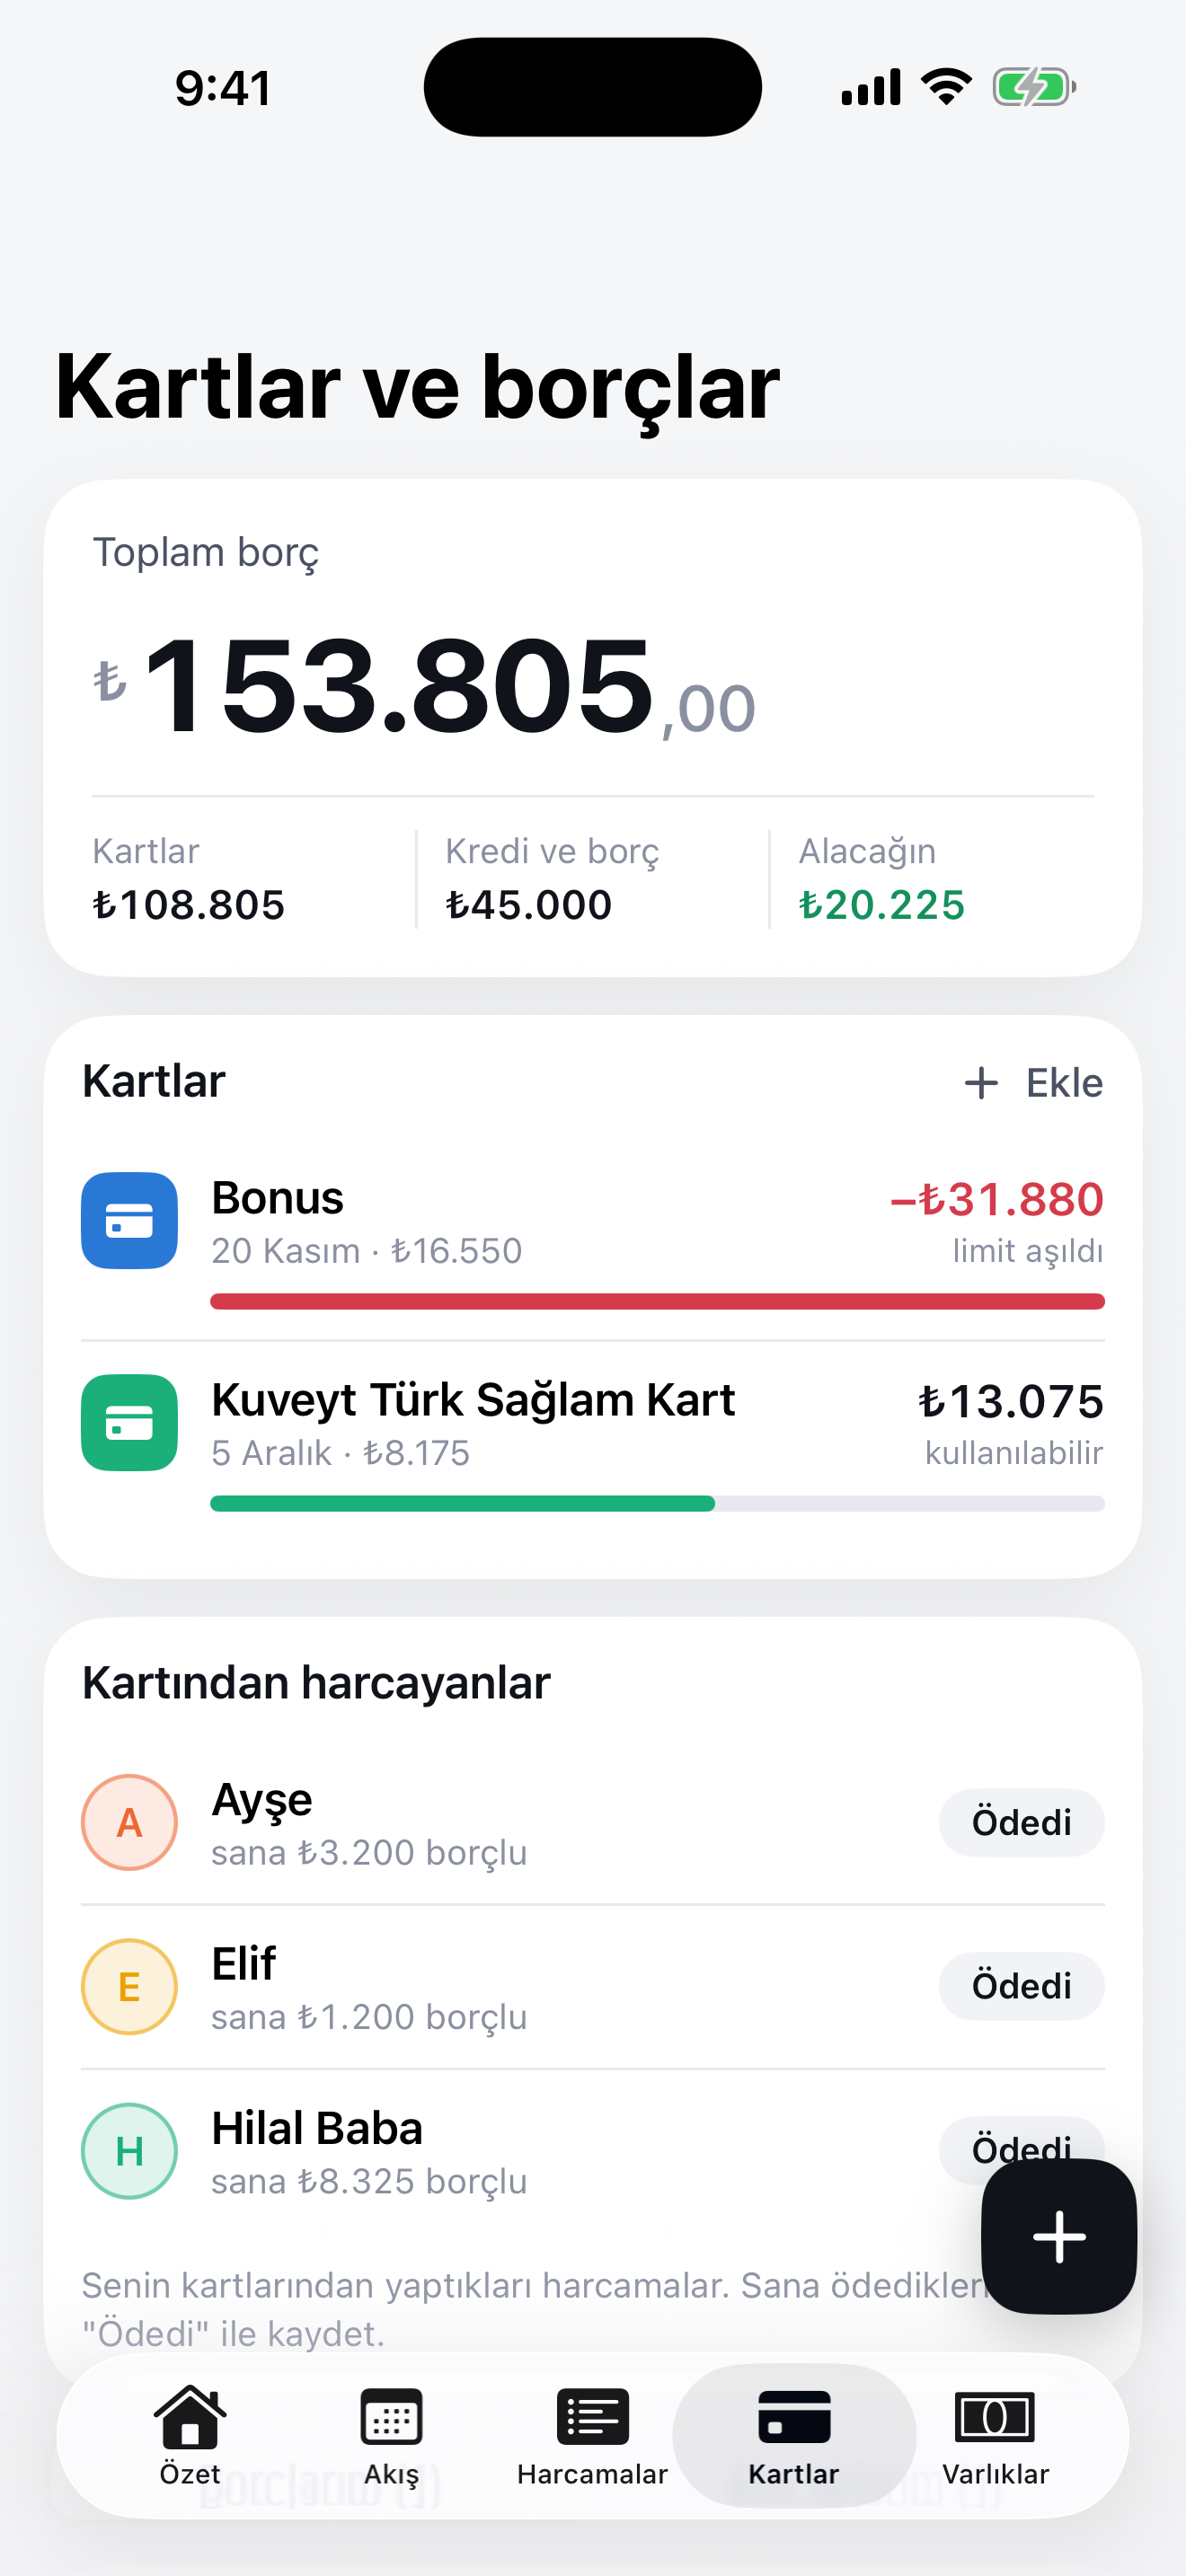 9:41
Kartlar ve borçlar
Toplam borç
₺153.805,00
Kartlar
₺108.805
Kredi ve borç
₺45.000
Alacağın
₺20.225
Kartlar
+ Ekle
Bonus
20 Kasım · ₺16.550
−₺31.880
limit aşıldı
Kuveyt Türk Sağlam Kart
5 Aralık · ₺8.175
₺13.075
kullanılabilir
Kartından harcayanlar
A
Ayşe
sana ₺3.200 borçlu
Ödedi
E
Elif
sana ₺1.200 borçlu
Ödedi
H
Hilal Baba
sana ₺8.325 borçlu
Ödedi
Senin kartlarından yaptıkları harcamalar. Sana
"Ödedi" ile kaydet.
Özet
Akış
Harcamalar
Kartlar
Varlıklar